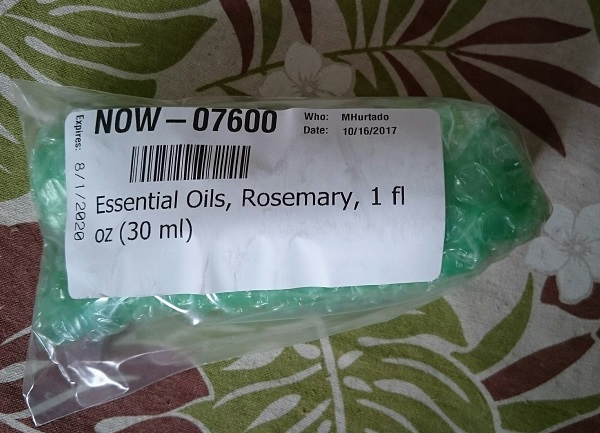 NOW – 07600
Who: MHurtado
Date: 10/16/2017
Expires: 8/1/2020
Essential Oils, Rosemary, 1 fl
oz (30 ml)